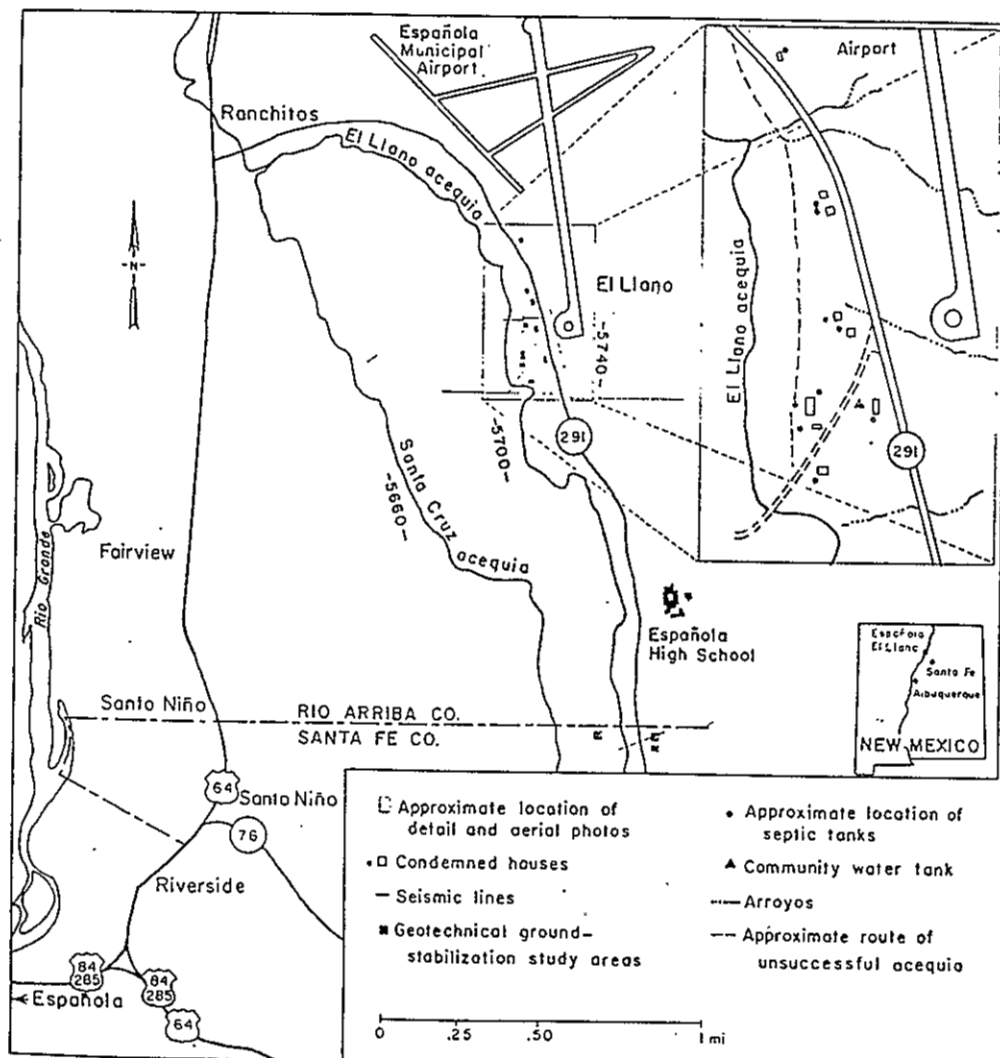 Española
Municipal
Airport
Ranchitos
El Llano acequia
-N-
El Llano
-5740-
-5700-
291
Santa Cruz
acequia
-5660-
Rio Grande
Fairview
Española
High School
Santo Niño
RIO ARRIBA CO.
SANTA FE CO.
64
Santo Niño
76
Riverside
84
285
84
285
Española
64
Airport
El Llano acequia
291
Española
El Llano
Santa Fe
Albuquerque
NEW MEXICO
Approximate location of
detail and aerial photos
Condemned houses
Seismic lines
Geotechnical ground-
stabilization study areas
Approximate location of
septic tanks
Community water tank
Arroyos
Approximate route of
unsuccessful acequia
0 .25 .50 1 mi